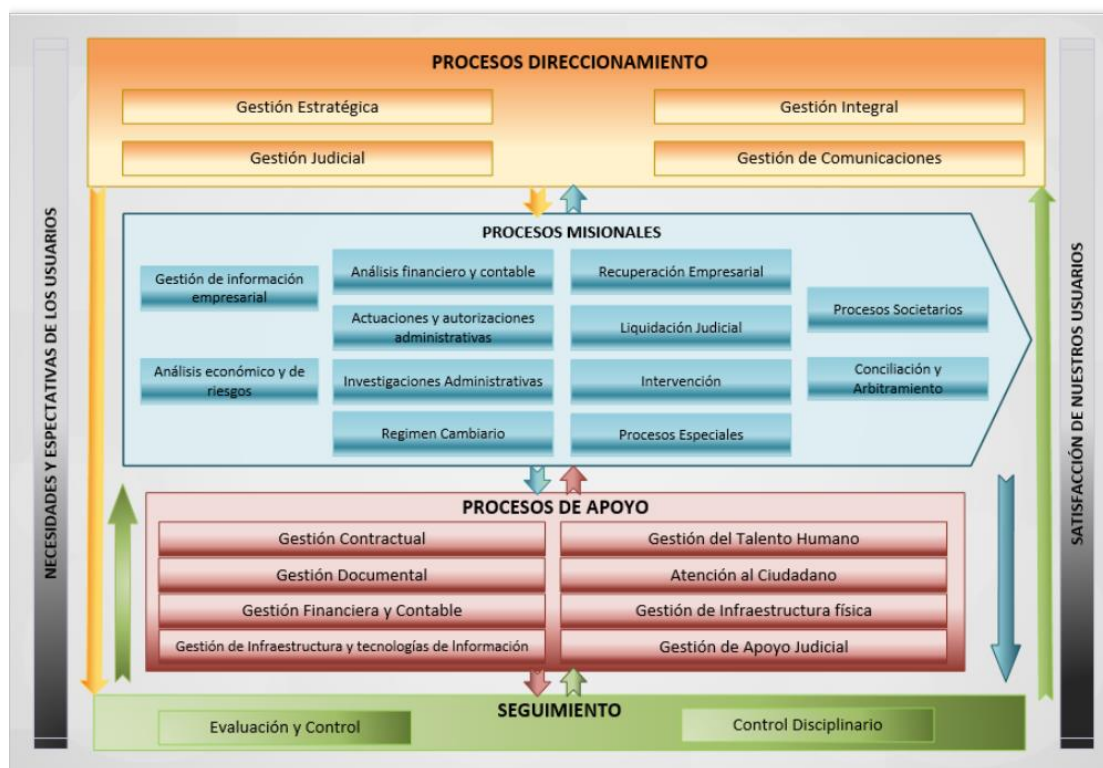 PROCESOS DIRECCIONAMIENTO
Gestión Estratégica
Gestión Integral
Gestión Judicial
Gestión de Comunicaciones
NECESIDADES Y ESPECTATIVAS DE LOS USUARIOS
PROCESOS MISIONALES
Gestión de información
empresarial
Análisis económico y de
riesgos
Análisis financiero y contable
Actuaciones y autorizaciones
administrativas
Investigaciones Administrativas
Regimen Cambiario
Recuperación Empresarial
Liquidación Judicial
Intervención
Procesos Especiales
Procesos Societarios
Conciliación y
Arbitramiento
SATISFACCIÓN DE NUESTROS USUARIOS
PROCESOS DE APOYO
Gestión Contractual
Gestión del Talento Humano
Gestión Documental
Atención al Ciudadano
Gestión Financiera y Contable
Gestión de Infraestructura física
Gestión de Infraestructura y tecnologías de Información
Gestión de Apoyo Judicial
SEGUIMIENTO
Evaluación y Control
Control Disciplinario